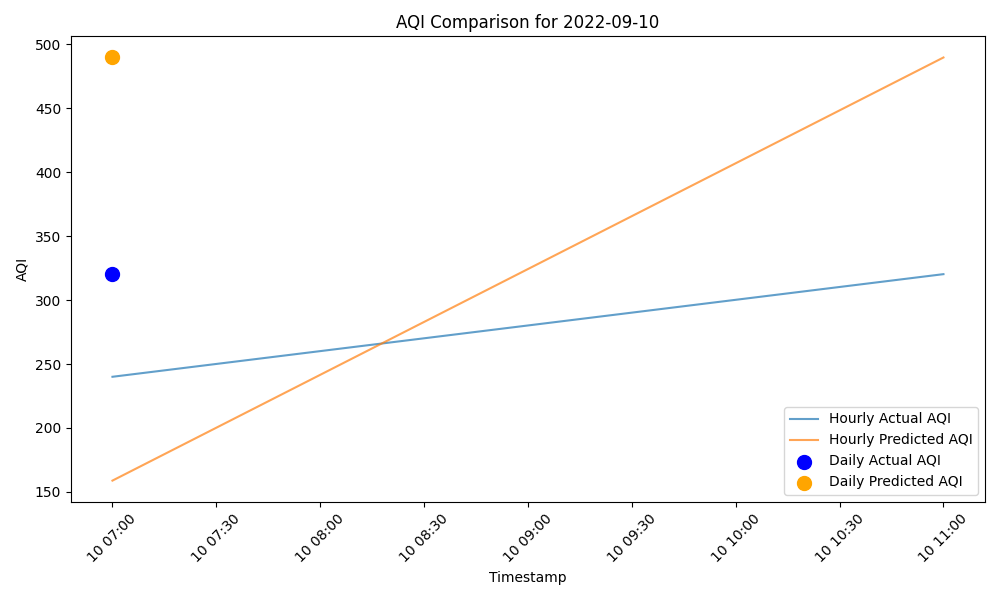 AQI Comparison for 2022-09-10
AQI
500
450
400
350
300
250
200
150
10 07:00
10 07:30
10 08:00
10 08:30
10 09:00
10 09:30
10 10:00
10 10:30
10 11:00
Timestamp
Hourly Actual AQI
Hourly Predicted AQI
Daily Actual AQI
Daily Predicted AQI